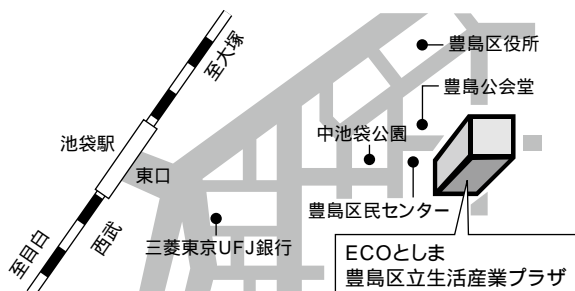 豊島区役所
至大塚
豊島公会堂
池袋駅
中池袋公園
東口
豊島区民センター
西武
三菱東京UFJ銀行
至目白
ECOとしま
豊島区立生活産業プラザ